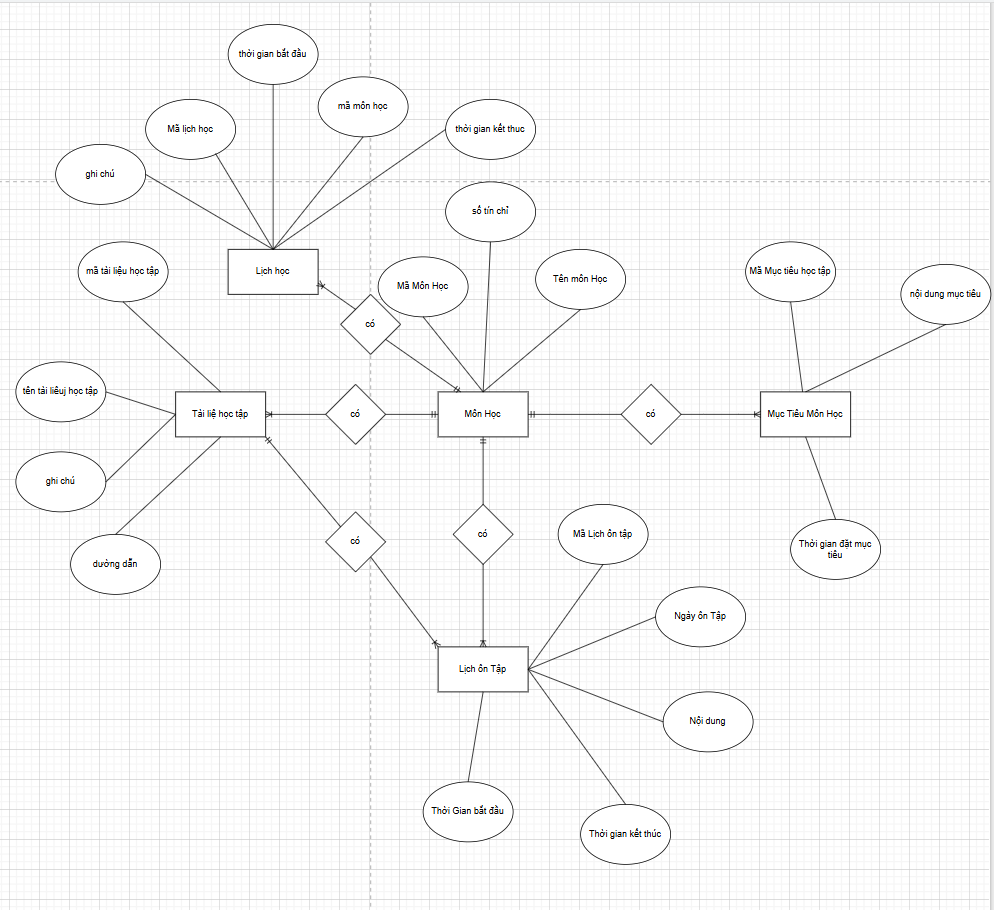 thời gian bắt đầu
mã môn học
Mã lịch học
thời gian kết thuc
ghi chú
số tín chỉ
mã tài liệu học tập
Lịch học
Mã Môn Học
Tên môn Học
Mã Mục tiêu học tập
nội dung mục tiêu
có
tên tài liêuj học tập
Tài liệ học tập
có
Môn Học
có
Mục Tiêu Môn Học
ghi chú
có
có
Mã Lịch ôn tập
Thời gian đặt mục
tiêu
dường dẫn
Ngày ôn Tập
Lịch ôn Tập
Nội dung
Thời Gian bắt đầu
Thời gian kết thúc